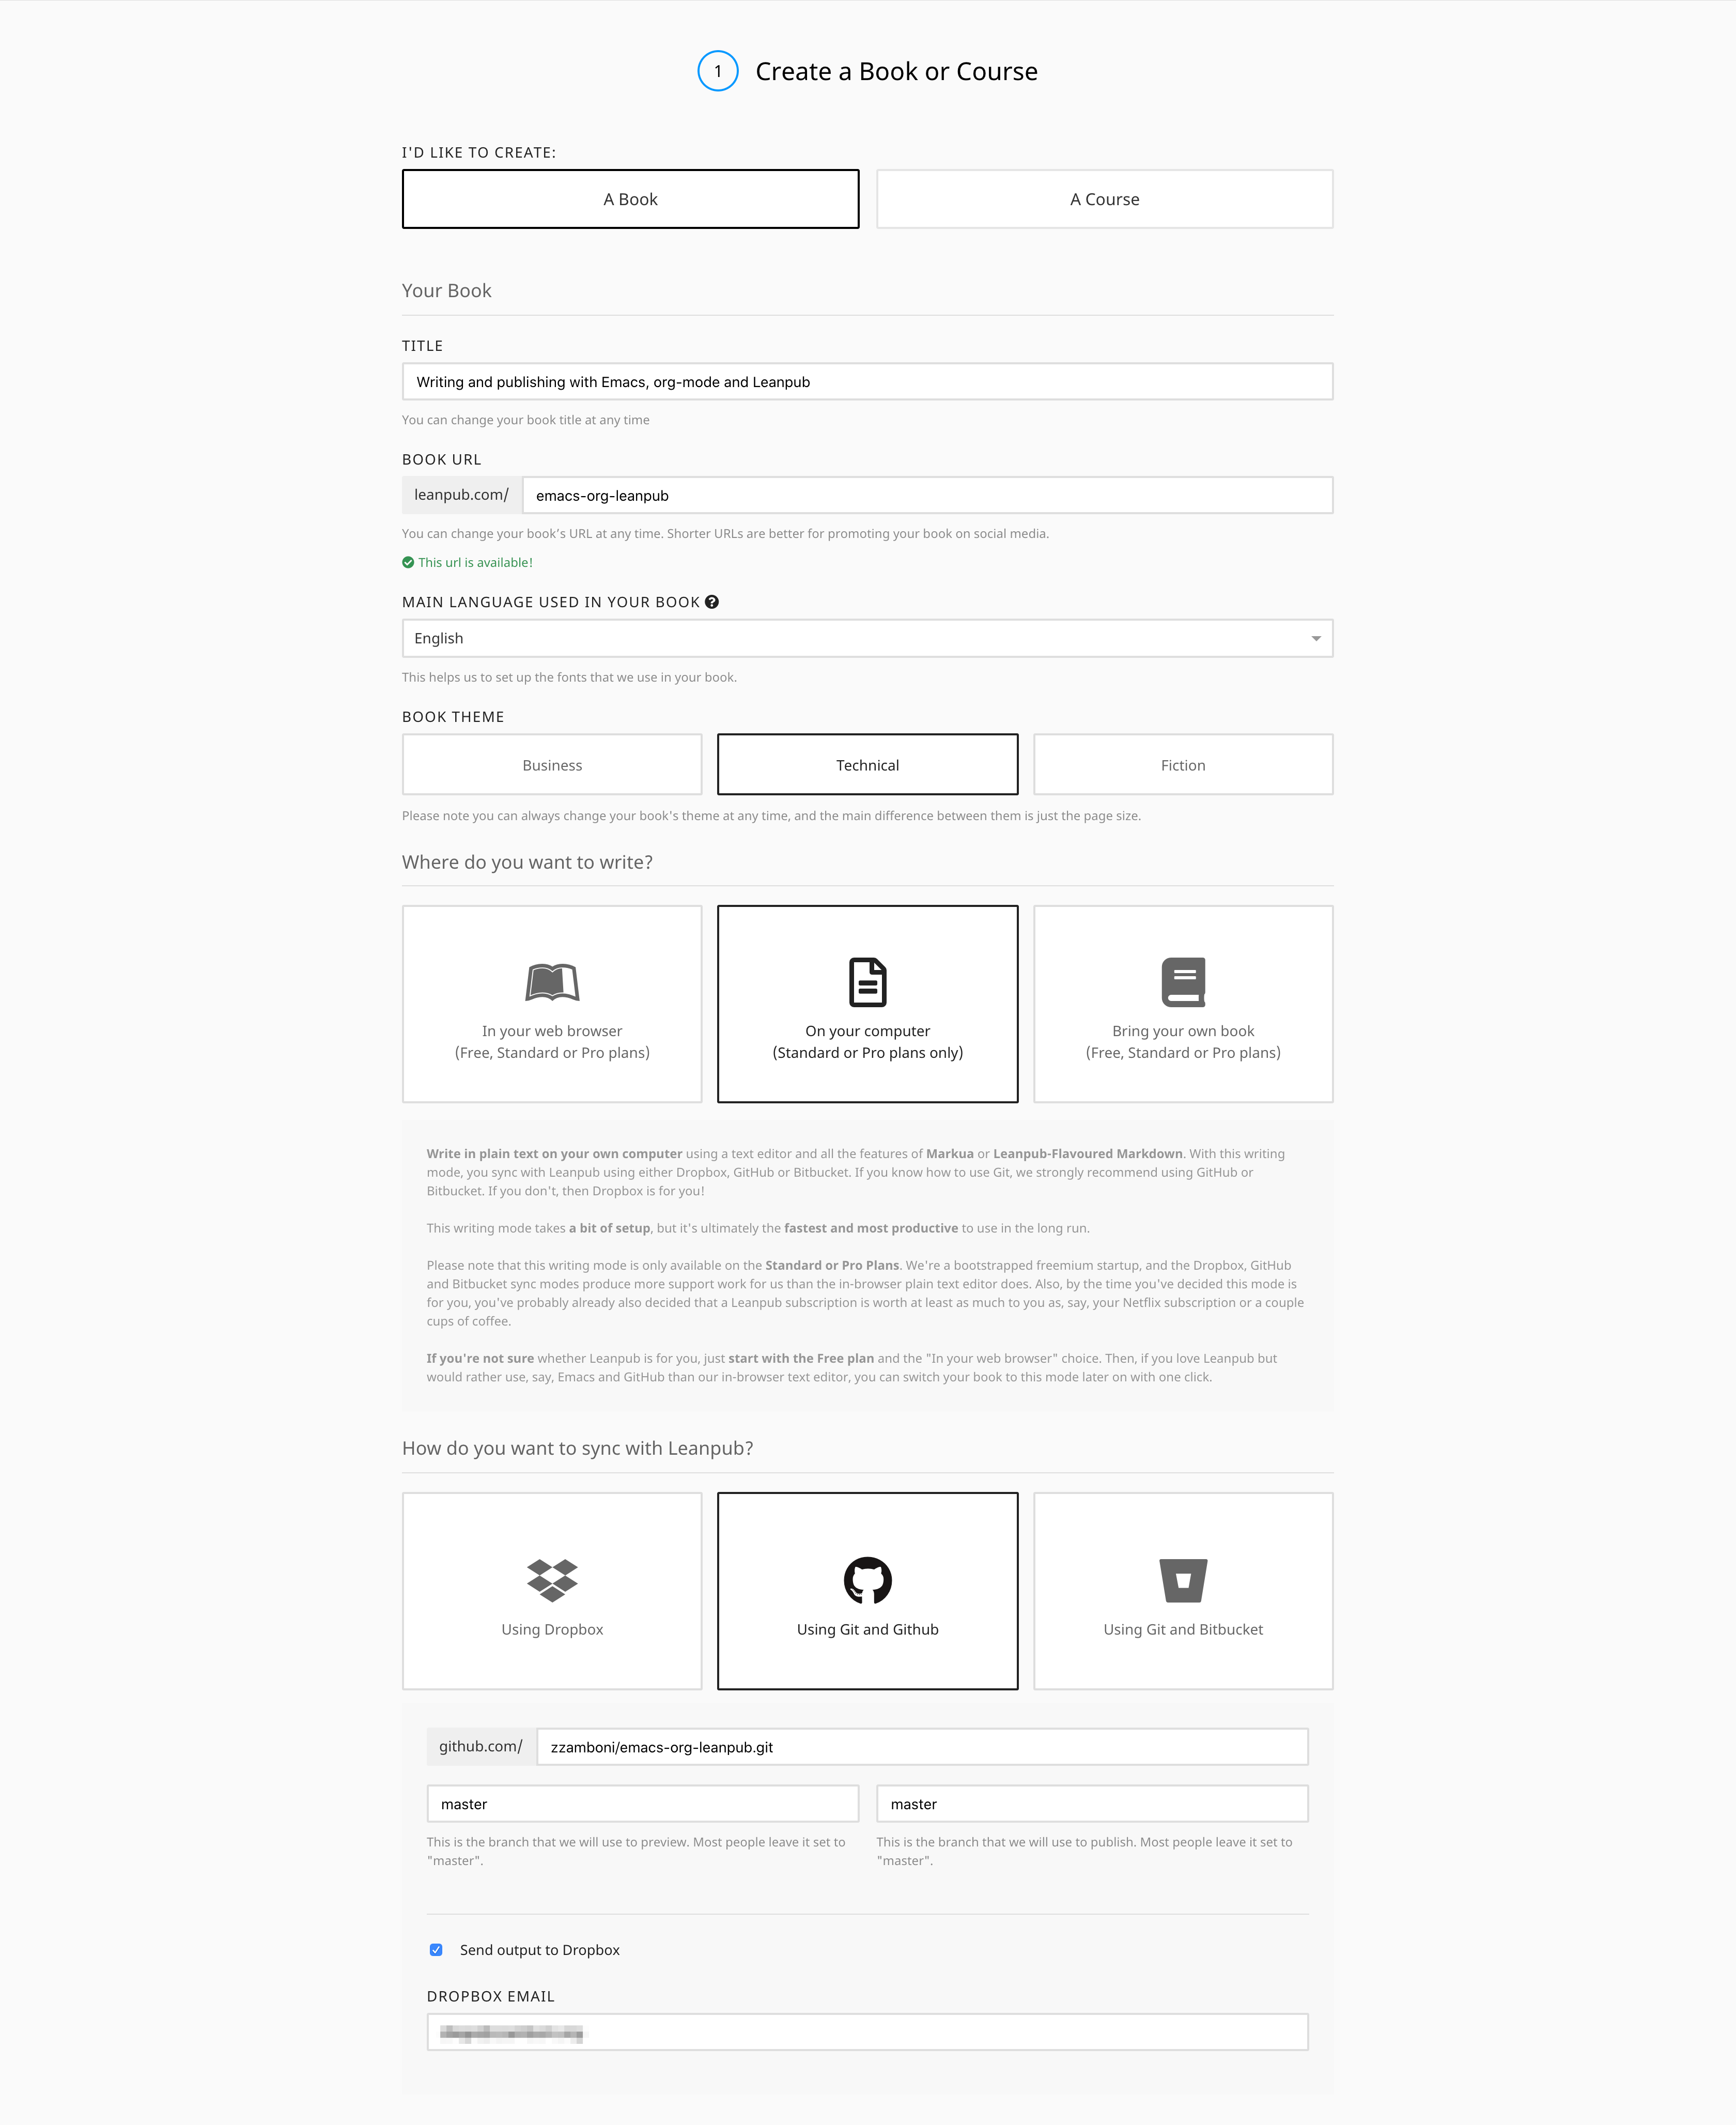 1 Create a Book or Course
I'D LIKE TO CREATE:
A Book
A Course
Your Book
TITLE
Writing and publishing with Emacs, org-mode and Leanpub
You can change your book title at any time
BOOK URL
leanpub.com/ emacs-org-leanpub
You can change your book's URL at any time. Shorter URLs are better for promoting your book on social media.
This url is available!
MAIN LANGUAGE USED IN YOUR BOOK
English
This helps us to set up the fonts that we use in your book.
BOOK THEME
Business
Technical
Fiction
Please note you can always change your book's theme at any time, and the main difference between them is just the page size.
Where do you want to write?
In your web browser
(Free, Standard or Pro plans)
On your computer
(Standard or Pro plans only)
Bring your own book
(Free, Standard or Pro plans)
Write in plain text on your own computer using a text editor and all the features of Markua or Leanpub-Flavoured Markdown. With this writing
mode, you sync with Leanpub using either Dropbox, GitHub or Bitbucket. If you know how to use Git, we strongly recommend using GitHub or
Bitbucket. If you don't, then Dropbox is for you!
This writing mode takes a bit of setup, but it's ultimately the fastest and most productive to use in the long run.
Please note that this writing mode is only available on the Standard or Pro Plans. We're a bootstrapped freemium startup, and the Dropbox, GitHub
and Bitbucket sync modes produce more support work for us than the in-browser plain text editor does. Also, by the time you've decided this mode is
for you, you've probably already also decided that a Leanpub subscription is worth at least as much to you as, say, your Netflix subscription or a couple
cups of coffee.
If you're not sure whether Leanpub is for you, just start with the Free plan and the "In your web browser" choice. Then, if you love Leanpub but
would rather use, say, Emacs and GitHub than our in-browser text editor, you can switch your book to this mode later on with one click.
How do you want to sync with Leanpub?
Using Dropbox
Using Git and Github
Using Git and Bitbucket
github.com/ zzamboni/emacs-org-leanpub.git
master
This is the branch that we will use to preview. Most people leave it set to
"master".
master
This is the branch that we will use to publish. Most people leave it set to
"master".
Send output to Dropbox
DROPBOX EMAIL